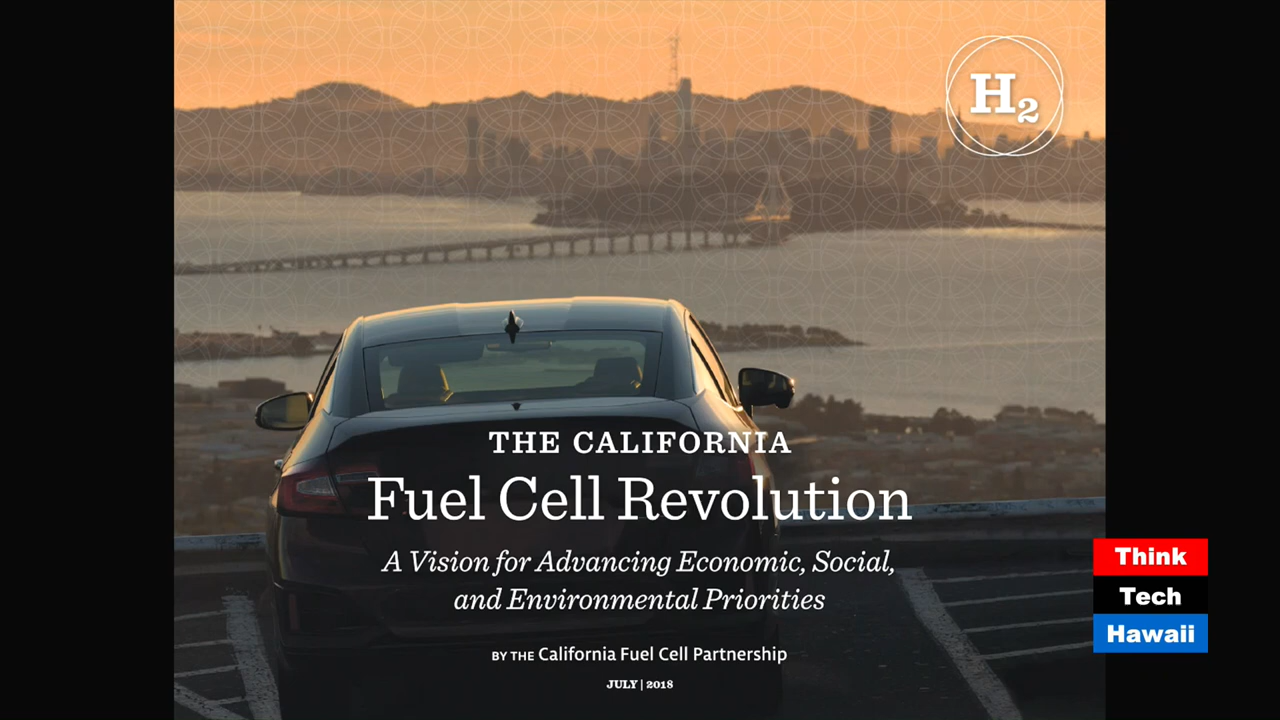 H2
THE CALIFORNIA
Fuel Cell Revolution
A Vision for Advancing Economic, Social,
and Environmental Priorities
BY THE California Fuel Cell Partnership
JULY | 2018
Think
Tech
Hawaii